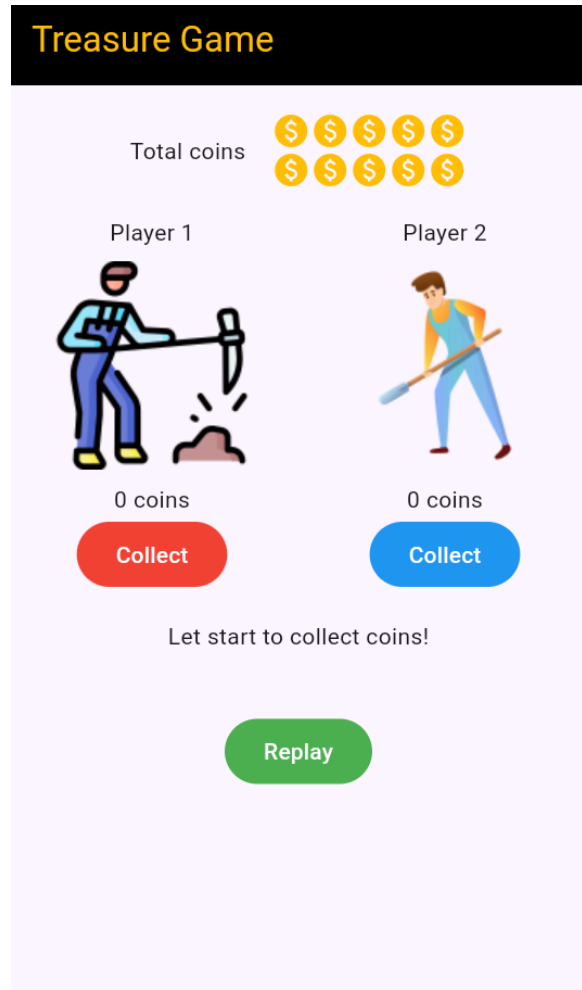 Treasure Game
$ $ $ $ $
Total coins
$ $ $ $ $
Player 1 Player 2
0 coins 0 coins
Collect Collect
Let start to collect coins!
Replay